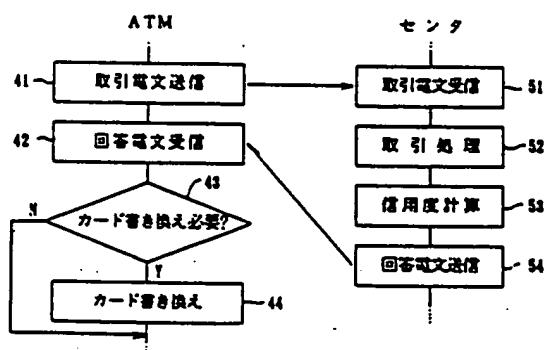 ATM
センタ
41
取引電文送信
取引電文受信
51
42
回答電文受信
取引処理
52
43
N
カード書き換え必要?
信用度計算
53
Y
回答電文送信
54
カード書き換え
44